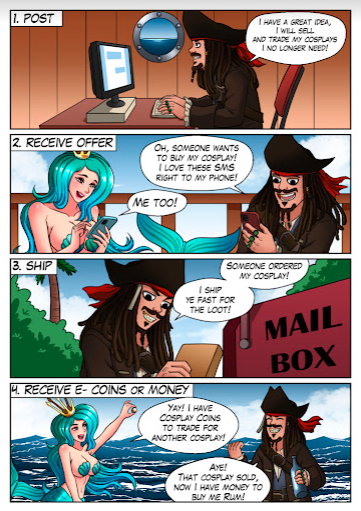 1. POST
I HAVE A GREAT IDEA,
I WILL SELL
AND TRADE MY COSPLAYS
I NO LONGER NEED!
2. RECEIVE OFFER
OH, SOMEONE WANTS
TO BUY MY COSPLAY!
I LOVE THESE SMS
RIGHT TO MY PHONE!
ME TOO!
3. SHIP
SOMEONE ORDERED
MY COSPLAY!
I SHIP
YE FAST FOR
THE LOOT!
MAIL
BOX
4. RECEIVE E- COINS OR MONEY
YAY! I HAVE
COSPLAY COINS
TO TRADE FOR
ANOTHER COSPLAY!
AYE!
THAT COSPLAY SOLD,
NOW I HAVE MONEY TO
BUY ME RUM!